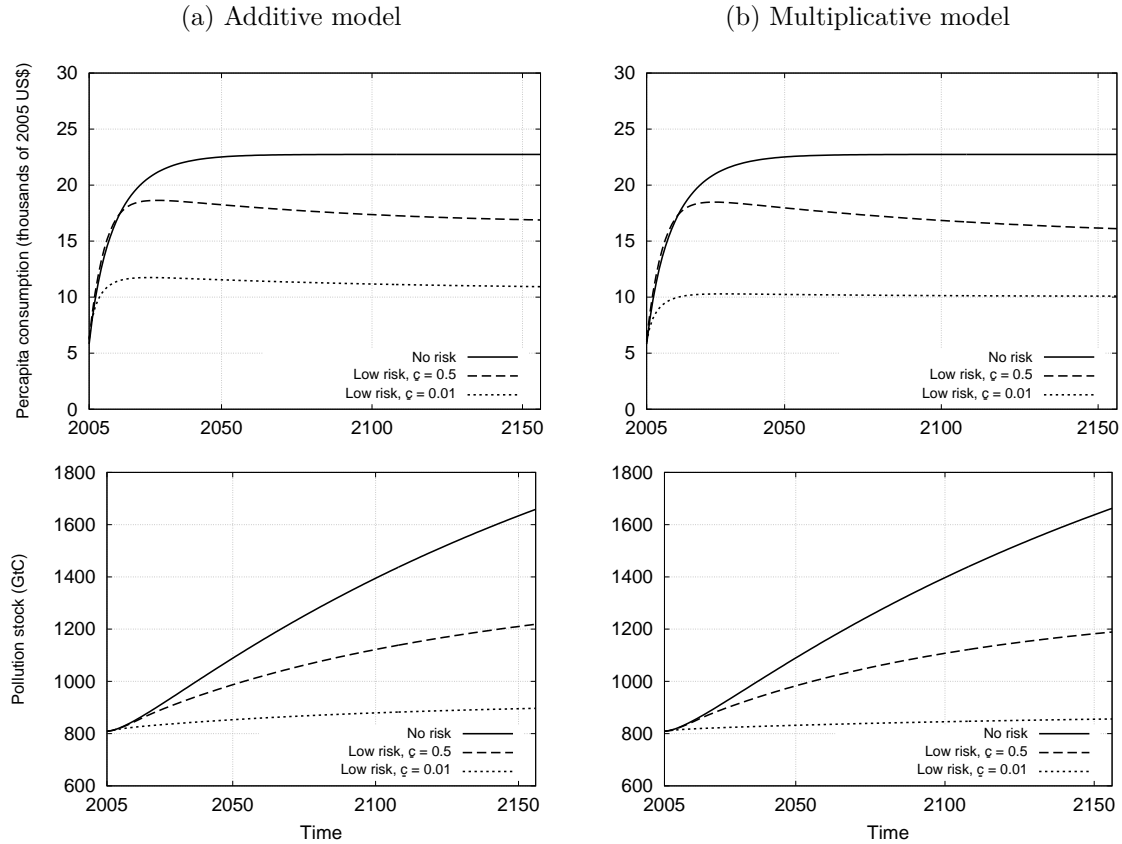 (a) Additive model
(b) Multiplicative model
Percapita consumption (thousands of 2005 US$)
30
25
20
15
10
5
0
2005 2050 2100 2150
No risk
Low risk, ç = 0.5
Low risk, ç = 0.01
30
25
20
15
10
5
0
2005 2050 2100 2150
No risk
Low risk, ç = 0.5
Low risk, ç = 0.01
Pollution stock (GtC)
1800
1600
1400
1200
1000
800
600
2005 2050 2100 2150
Time
No risk
Low risk, ç = 0.5
Low risk, ç = 0.01
1800
1600
1400
1200
1000
800
600
2005 2050 2100 2150
Time
No risk
Low risk, ç = 0.5
Low risk, ç = 0.01